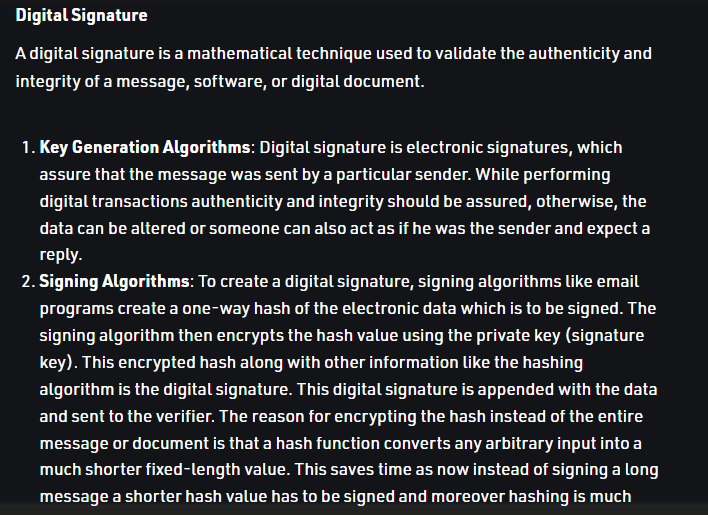 Digital Signature
A digital signature is a mathematical technique used to validate the authenticity and
integrity of a message, software, or digital document.
1. Key Generation Algorithms: Digital signature is electronic signatures, which
assure that the message was sent by a particular sender. While performing
digital transactions authenticity and integrity should be assured, otherwise, the
data can be altered or someone can also act as if he was the sender and expect a
reply.
2. Signing Algorithms: To create a digital signature, signing algorithms like email
programs create a one-way hash of the electronic data which is to be signed. The
signing algorithm then encrypts the hash value using the private key (signature
key). This encrypted hash along with other information like the hashing
algorithm is the digital signature. This digital signature is appended with the data
and sent to the verifier. The reason for encrypting the hash instead of the entire
message or document is that a hash function converts any arbitrary input into a
much shorter fixed-length value. This saves time as now instead of signing a long
message a shorter hash value has to be signed and moreover hashing is much